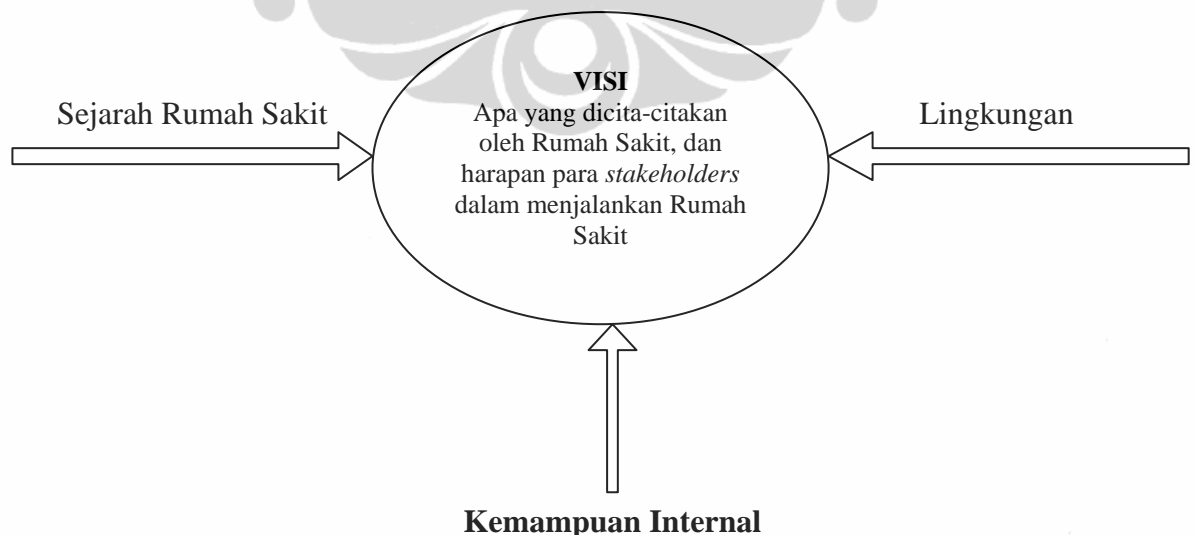 VISI
Sejarah Rumah Sakit
Apa yang dicita-citakan
oleh Rumah Sakit, dan
harapan para stakeholders
dalam menjalankan Rumah
Sakit
Lingkungan
Kemampuan Internal